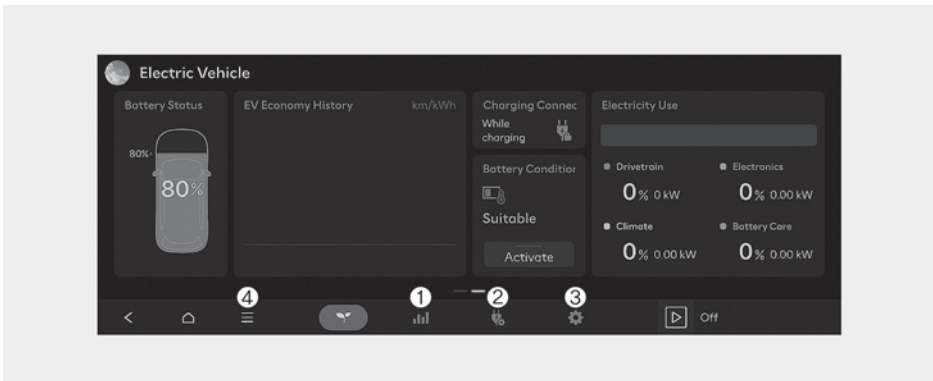 Electric Vehicle
Battery Status
80%
80%
EV Economy History km/kWh
Charging Connec
While
charging
Battery Condition
Suitable
Activate
Electricity Use
Drivetrain
0% 0 kW
Electronics
0% 0.00 kW
Climate
0% 0.00 kW
Battery Care
0% 0.00 kW
4
1
2
3
Off